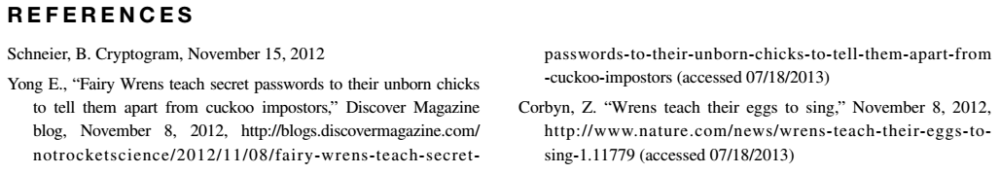 REFERENCES
Schneier, B. Cryptogram, November 15, 2012
Yong E., “Fairy Wrens teach secret passwords to their unborn chicks
to tell them apart from cuckoo impostors,” Discover Magazine
blog, November 8, 2012, http://blogs.discovermagazine.com/
notrocketscience/2012/11/08/fairy-wrens-teach-secret-
passwords-to-their-unborn-chicks-to-tell-them-apart-from
-cuckoo-impostors (accessed 07/18/2013)
Corbyn, Z. “Wrens teach their eggs to sing,” November 8, 2012,
http://www.nature.com/news/wrens-teach-their-eggs-to-
sing-1.11779 (accessed 07/18/2013)